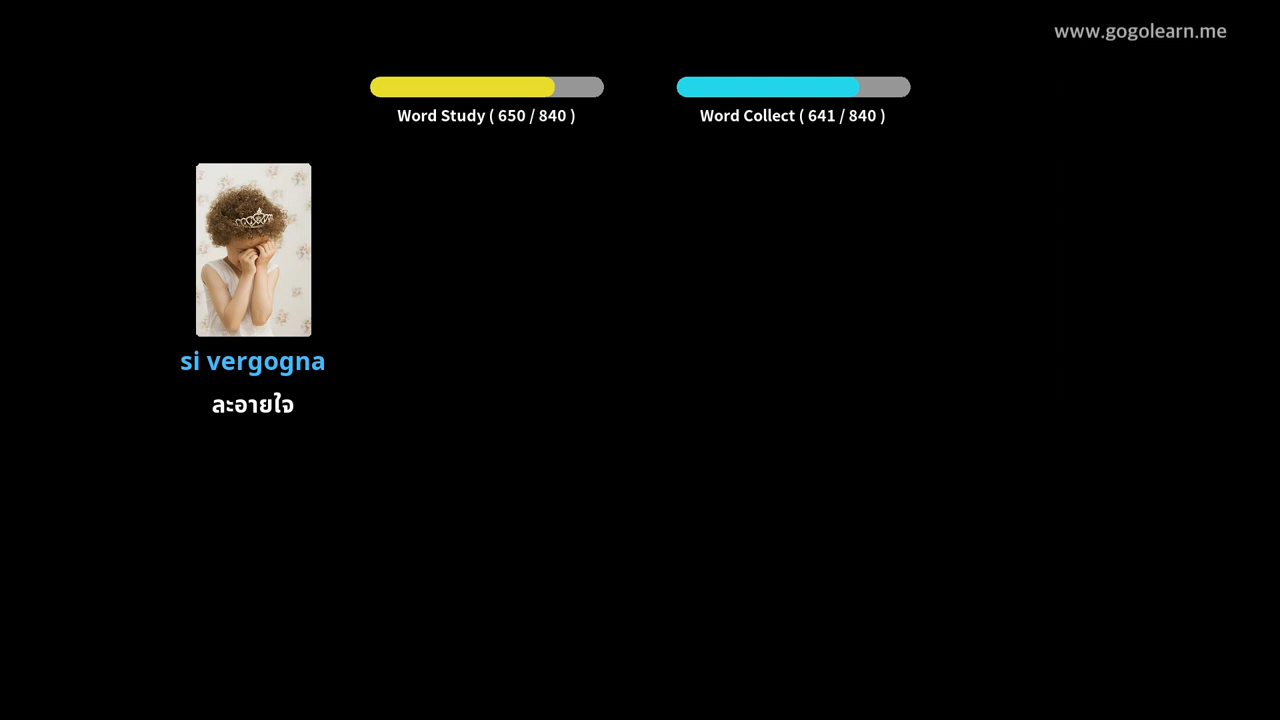 www.gogolearn.me
Word Study ( 650 / 840 )
Word Collect ( 641 / 840 )
si vergogna
ละอายใจ